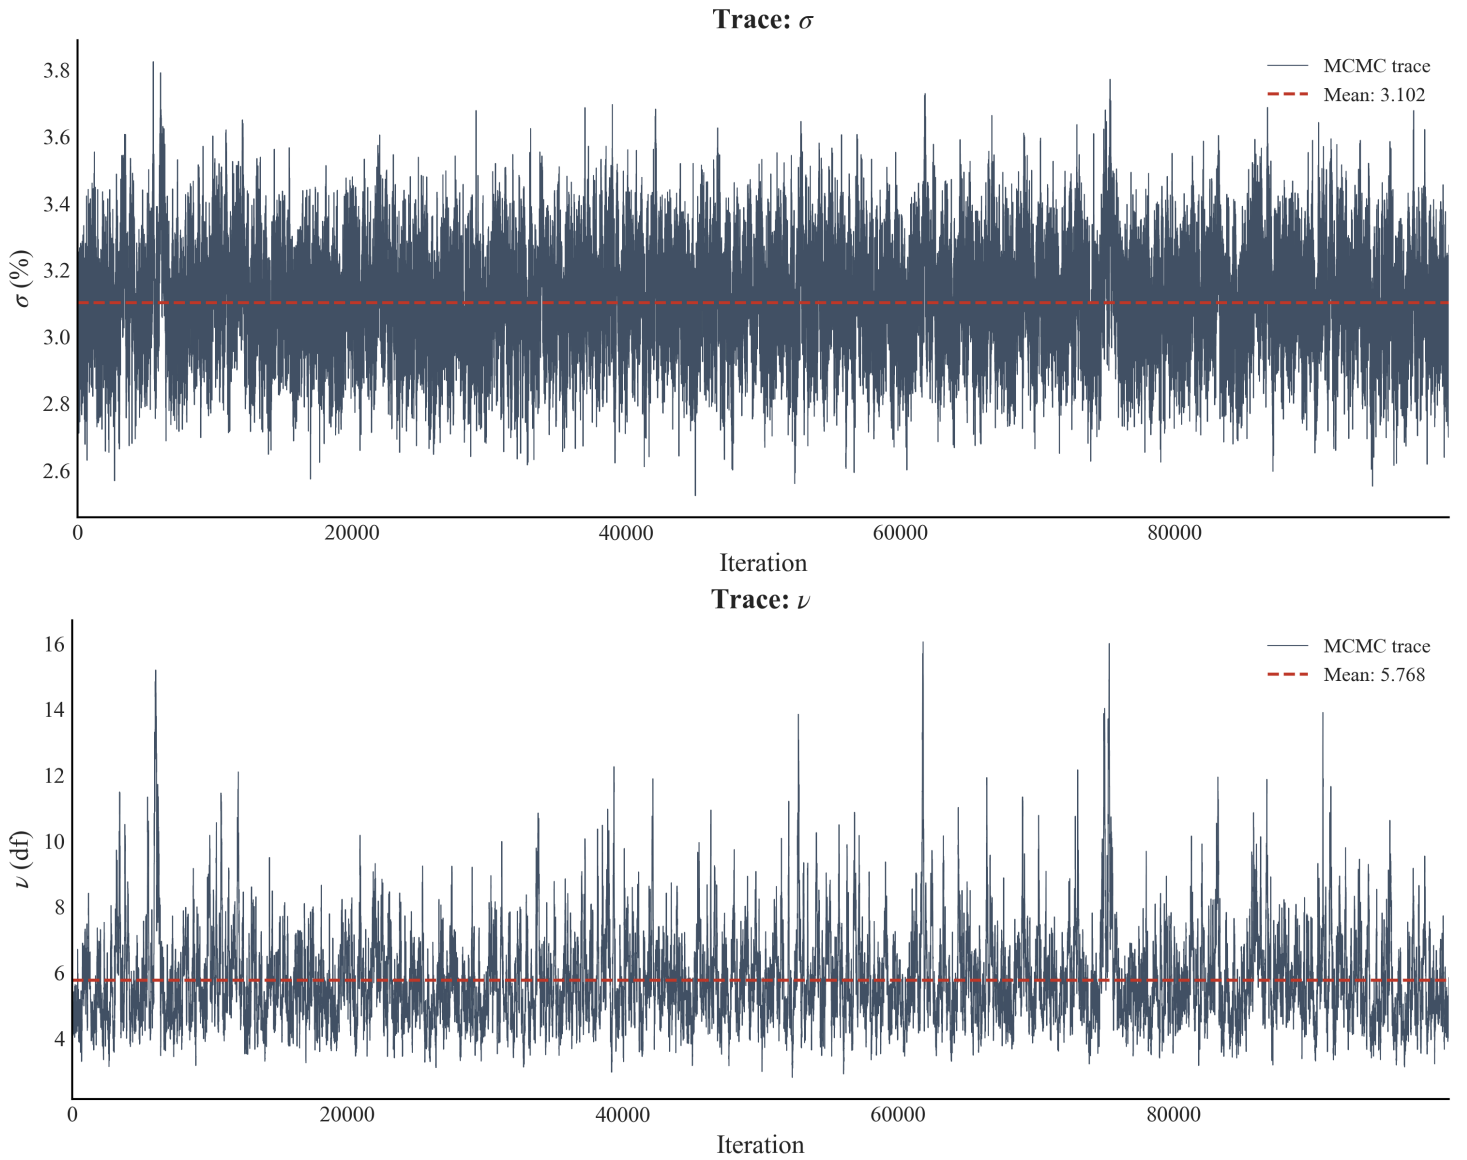 Trace: σ
MCMC trace
Mean: 3.102
σ (%)
3.8
3.6
3.4
3.2
3.0
2.8
2.6
0 20000 40000 60000 80000
Iteration
Trace: ν
MCMC trace
Mean: 5.768
ν (df)
16
14
12
10
8
6
4
0 20000 40000 60000 80000
Iteration